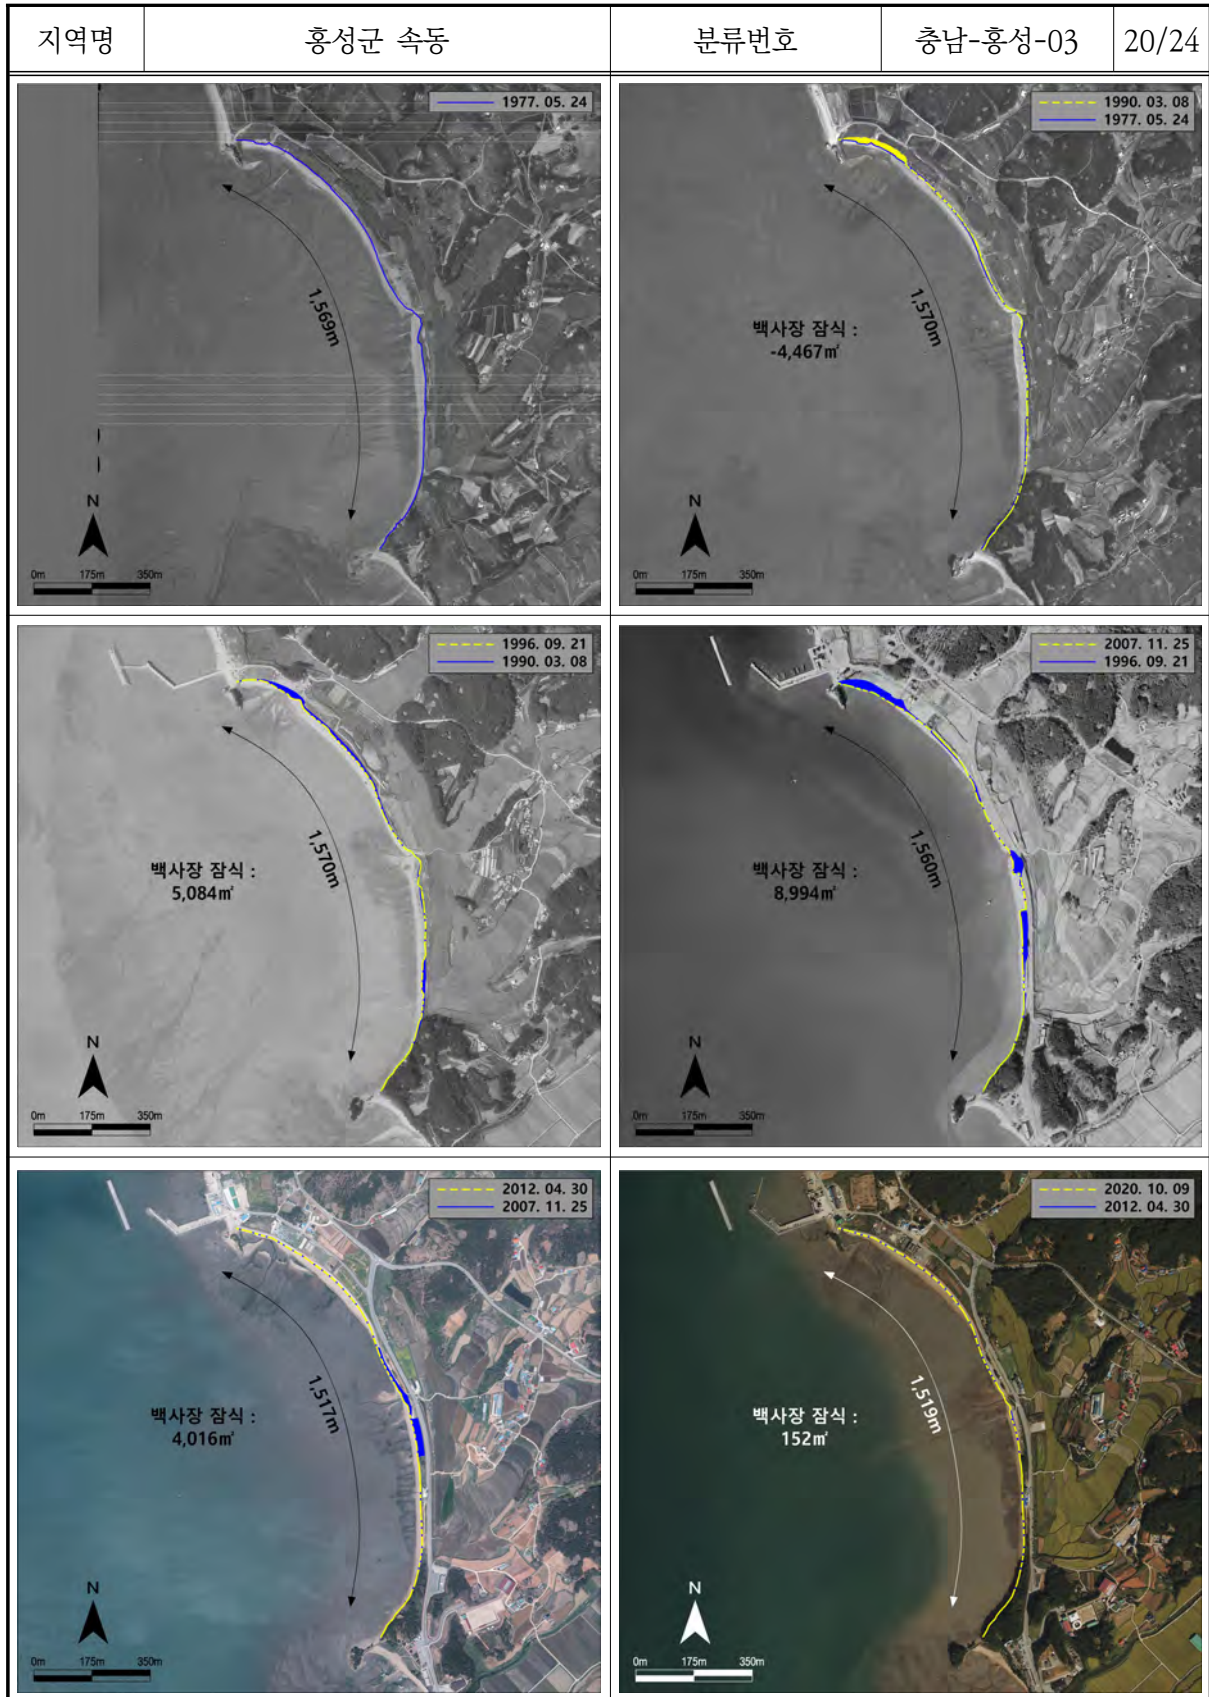 지역명 홍성군 속동 분류번호 충남-홍성-03 20/24
1977. 05. 24
1,569m
N
0m 175m 350m
1990. 03. 08
1977. 05. 24
1,570m
백사장 잠식 :
-4,467㎡
N
0m 175m 350m
1996. 09. 21
1990. 03. 08
1,570m
백사장 잠식 :
5,084㎡
N
0m 175m 350m
2007. 11. 25
1996. 09. 21
1,560m
백사장 잠식 :
8,994㎡
N
0m 175m 350m
2012. 04. 30
2007. 11. 25
1,517m
백사장 잠식 :
4,016㎡
N
0m 175m 350m
2020. 10. 09
2012. 04. 30
1,519m
백사장 잠식 :
152㎡
N
0m 175m 350m